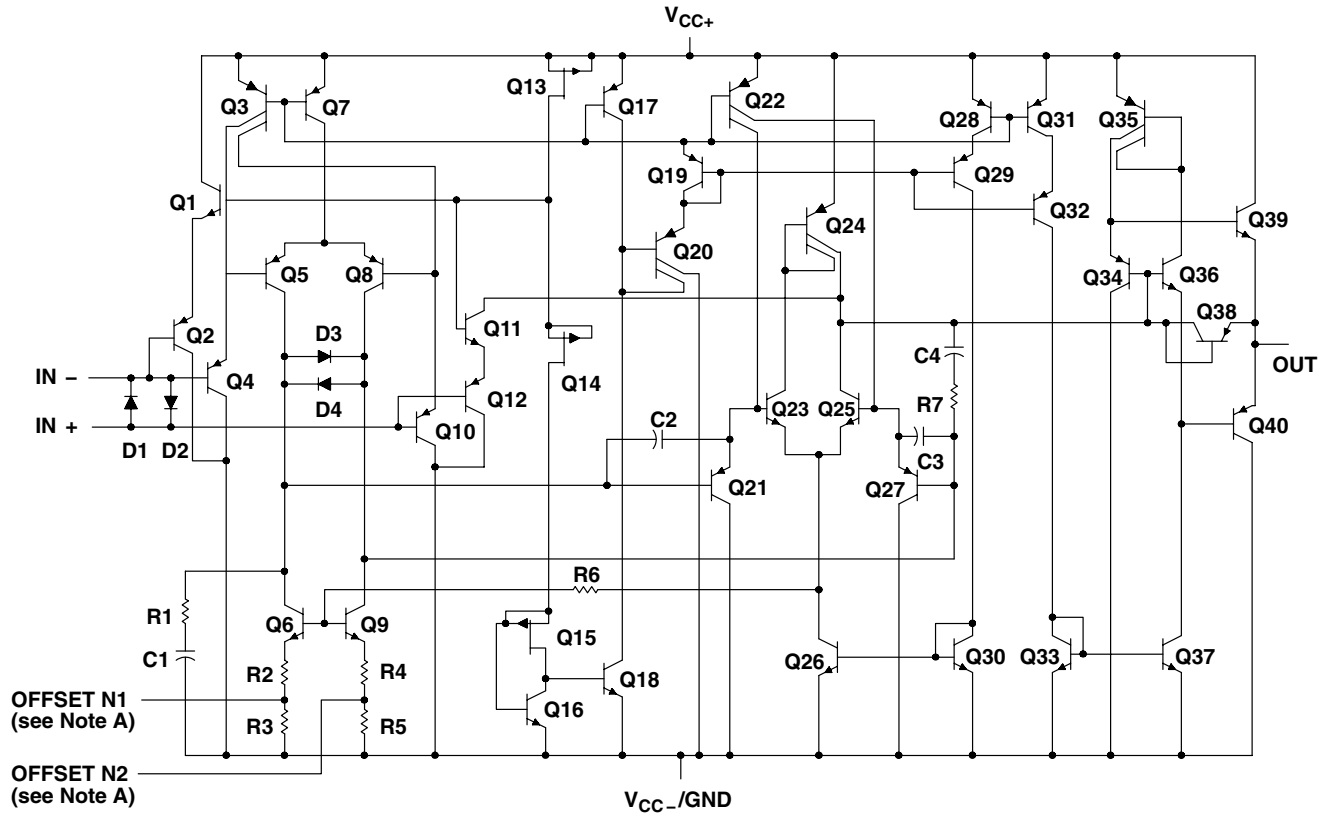 VCC+
Q3
Q7
Q13
Q17
Q22
Q28
Q31
Q35
Q1
Q19
Q29
Q32
Q39
Q24
Q20
Q5
Q8
Q34
Q36
Q2
D3
Q11
Q38
Q14
C4
OUT
IN –
Q4
D4
Q12
R7
IN +
Q10
C2
Q23
Q25
Q40
D1
D2
C3
Q21
Q27
R6
R1
Q6
Q9
Q15
C1
R2
R4
Q18
Q26
Q30
Q33
Q37
OFFSET N1
(see Note A)
R3
R5
Q16
OFFSET N2
(see Note A)
VCC–/GND